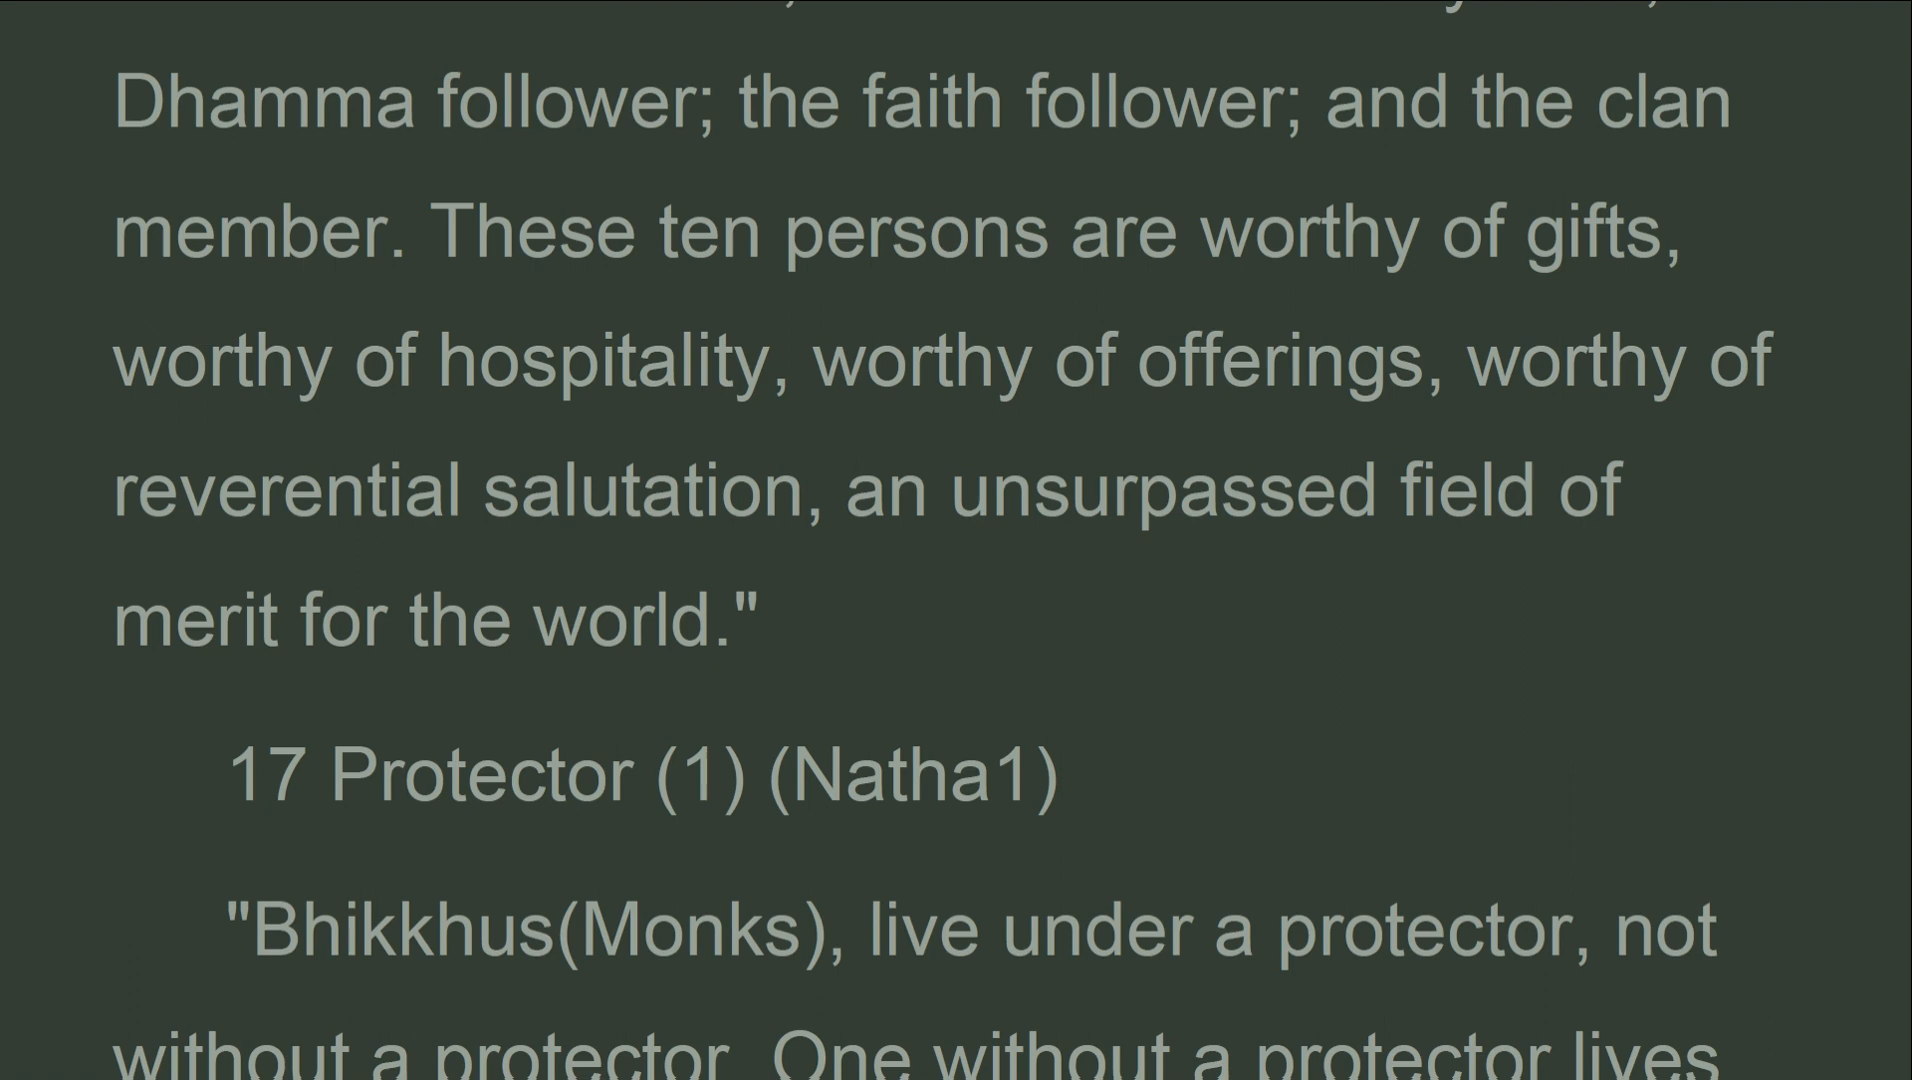 Dhamma follower; the faith follower; and the clan
member. These ten persons are worthy of gifts,
worthy of hospitality, worthy of offerings, worthy of
reverential salutation, an unsurpassed field of
merit for the world."
17 Protector (1) (Natha1)
"Bhikkhus(Monks), live under a protector, not
without a protector. One without a protector lives